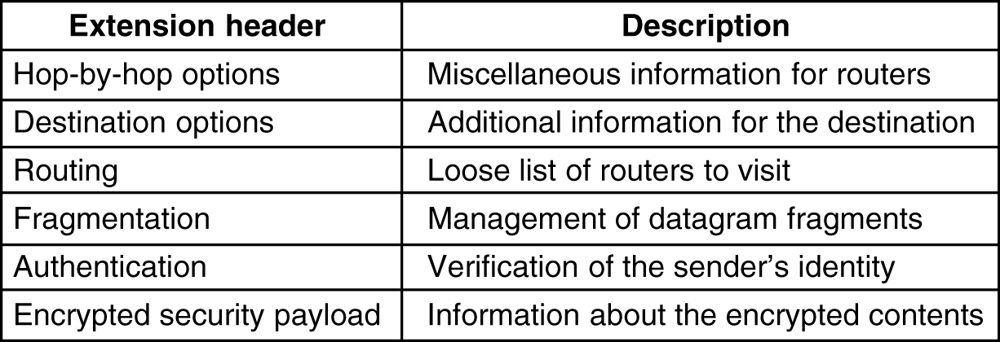 Extension header Description
Hop-by-hop options Miscellaneous information for routers
Destination options Additional information for the destination
Routing Loose list of routers to visit
Fragmentation Management of datagram fragments
Authentication Verification of the sender’s identity
Encrypted security payload Information about the encrypted contents